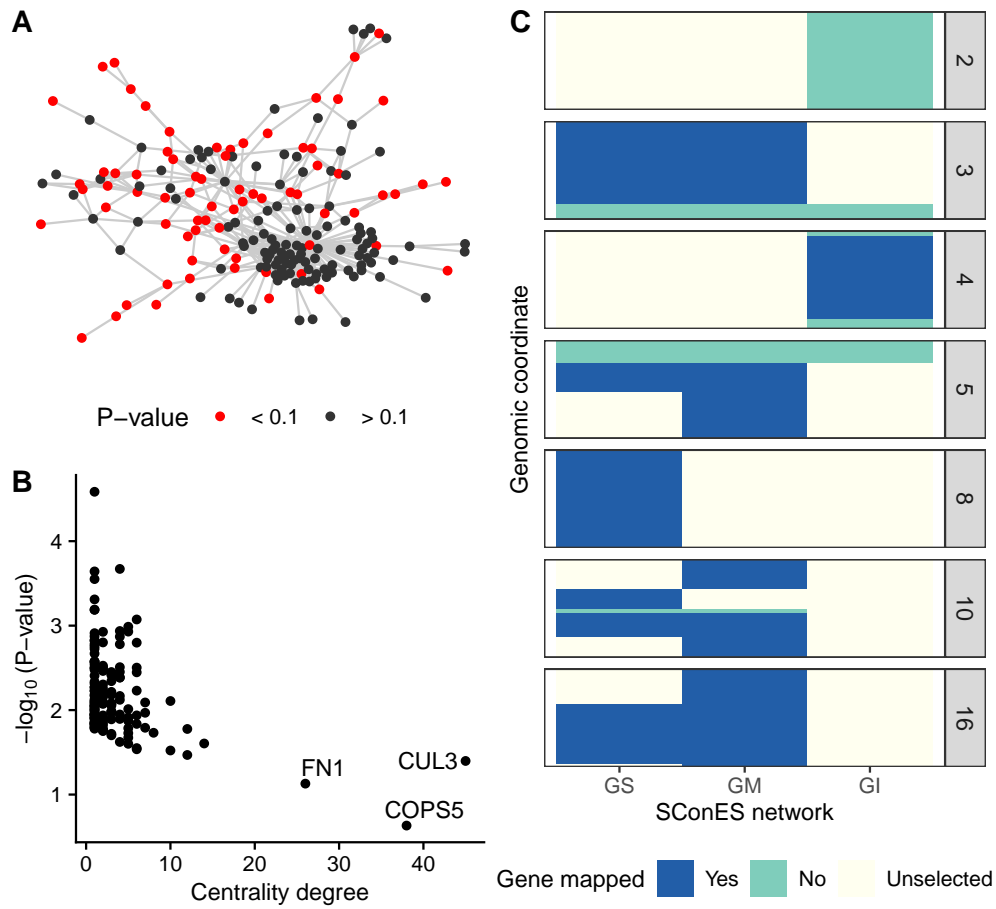 A
P−value
< 0.1
> 0.1
B
−log10 (P−value)
4
3
2
1
FN1
CUL3
COPS5
0
10
20
30
40
Centrality degree
C
Genomic coordinate
2
3
4
5
8
10
16
GS
GM
GI
SConES network
Gene mapped
Yes
No
Unselected